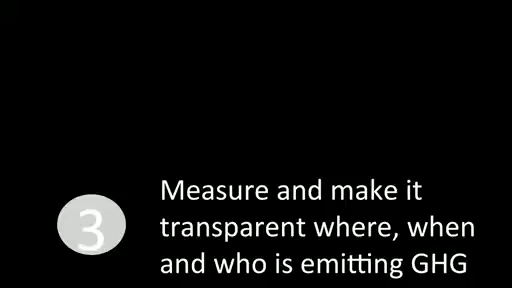 3
Measure and make it
transparent where, when
and who is emitting GHG